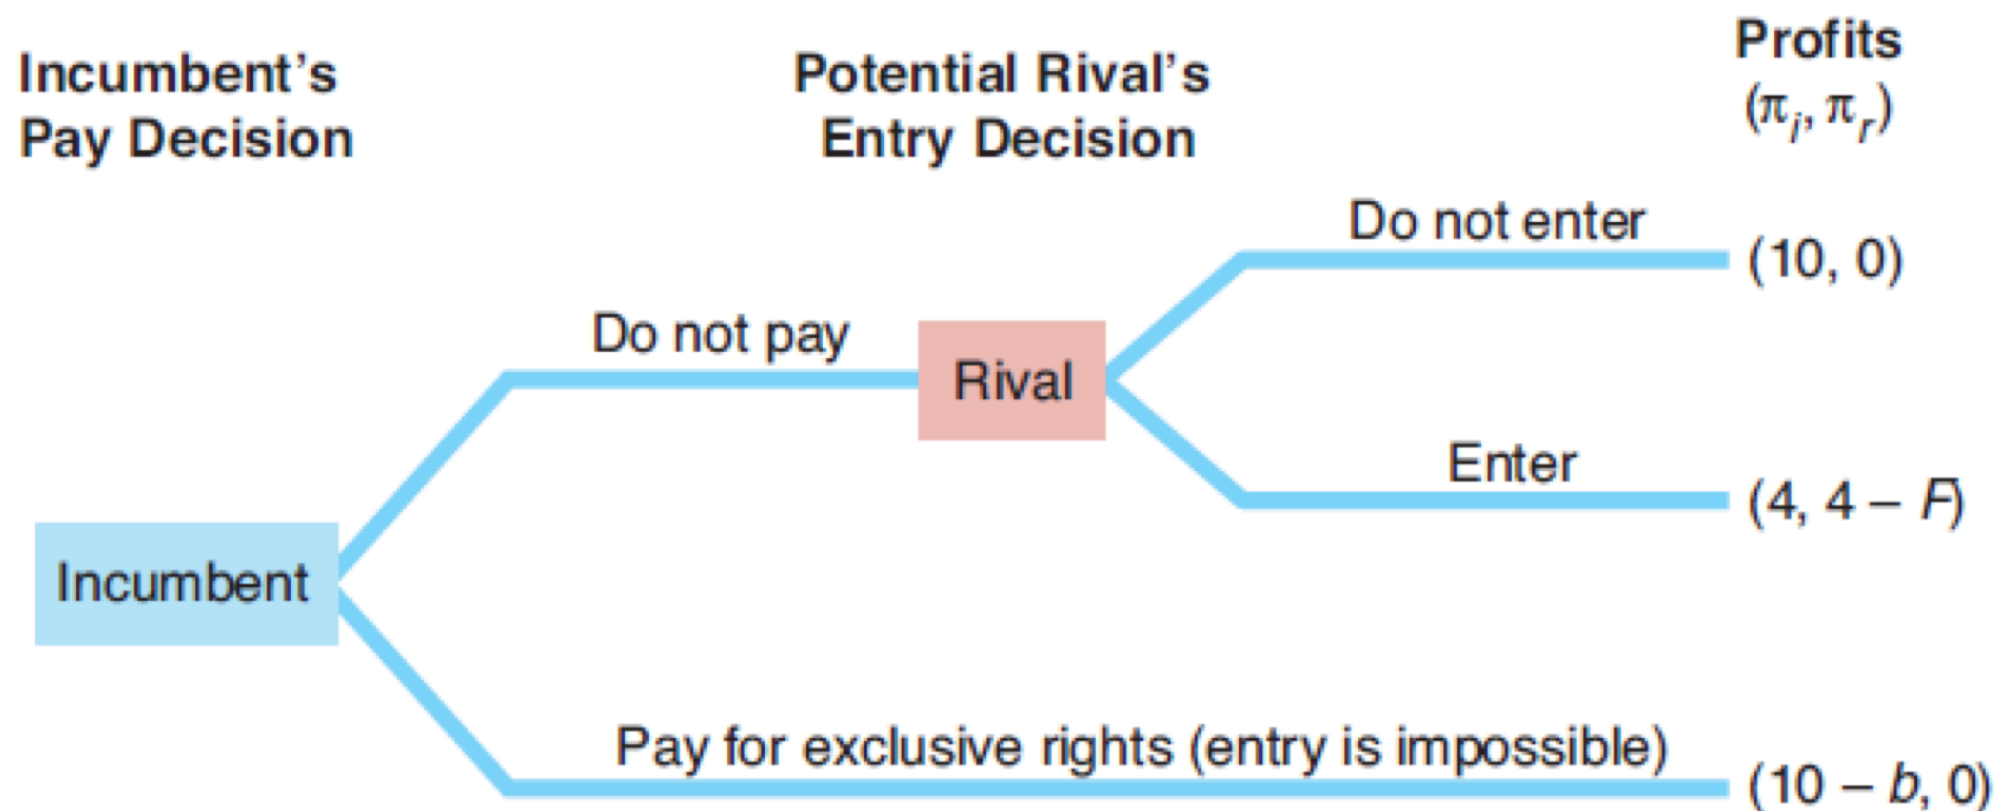 Incumbent's
Pay Decision
Potential Rival's
Entry Decision
Profits
(πi, πr)
Do not enter
(10, 0)
Do not pay
Rival
Enter
(4, 4 – F)
Incumbent
Pay for exclusive rights (entry is impossible)
(10 – b, 0)